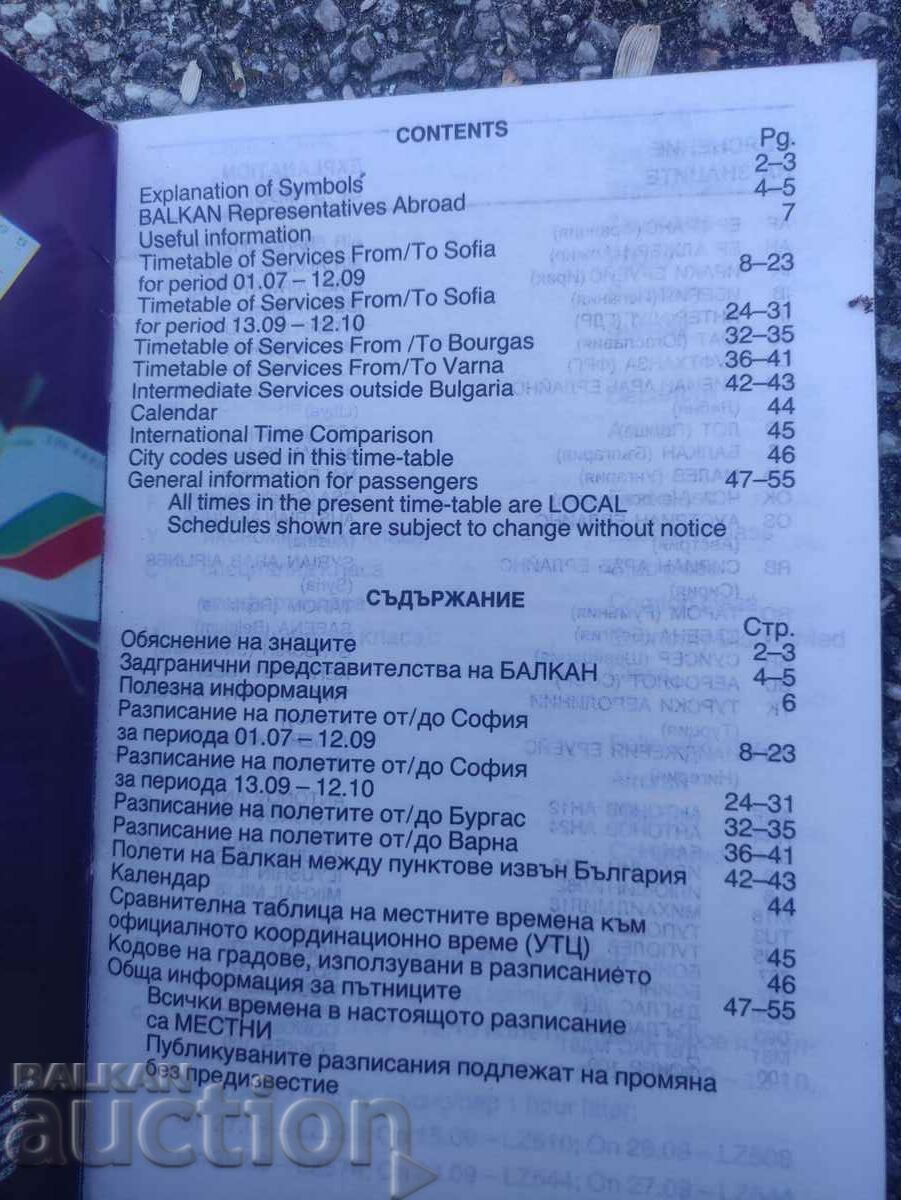 CONTENTS
Pg.
Explanation of Symbols 2–3
BALKAN Representatives Abroad 4–5
Useful information 7
Timetable of Services From/To Sofia
for period 01.07 – 12.09 8–23
Timetable of Services From/To Sofia
for period 13.09 – 12.10 24–31
Timetable of Services From /To Bourgas 32–35
Timetable of Services From/To Varna 36–41
Intermediate Services outside Bulgaria 42–43
Calendar 44
International Time Comparison 45
City codes used in this time-table 46
General information for passengers 47–55
All times in the present time-table are LOCAL
Schedules shown are subject to change without notice
СЪДЪРЖАНИЕ
Стр.
Обяснение на знаците 2–3
Задгранични представителства на БАЛКАН 4–5
Полезна информация 6
Разписание на полетите от/до София
за периода 01.07 – 12.09 8–23
Разписание на полетите от/до София
за периода 13.09 – 12.10 24–31
Разписание на полетите от/до Бургас 32–35
Разписание на полетите от/до Варна 36–41
Полети на Балкан между пунктове извън България 42–43
Календар 44
Сравнителна таблица на местните времена към
официалното координационно време (УТЦ) 45
Кодове на градове, използувани в разписанието 46
Обща информация за пътниците 47–55
Всички времена в настоящото разписание
са МЕСТНИ
Публикуваните разписания подлежат на промяна
без предизвестие
BALKAN
auction